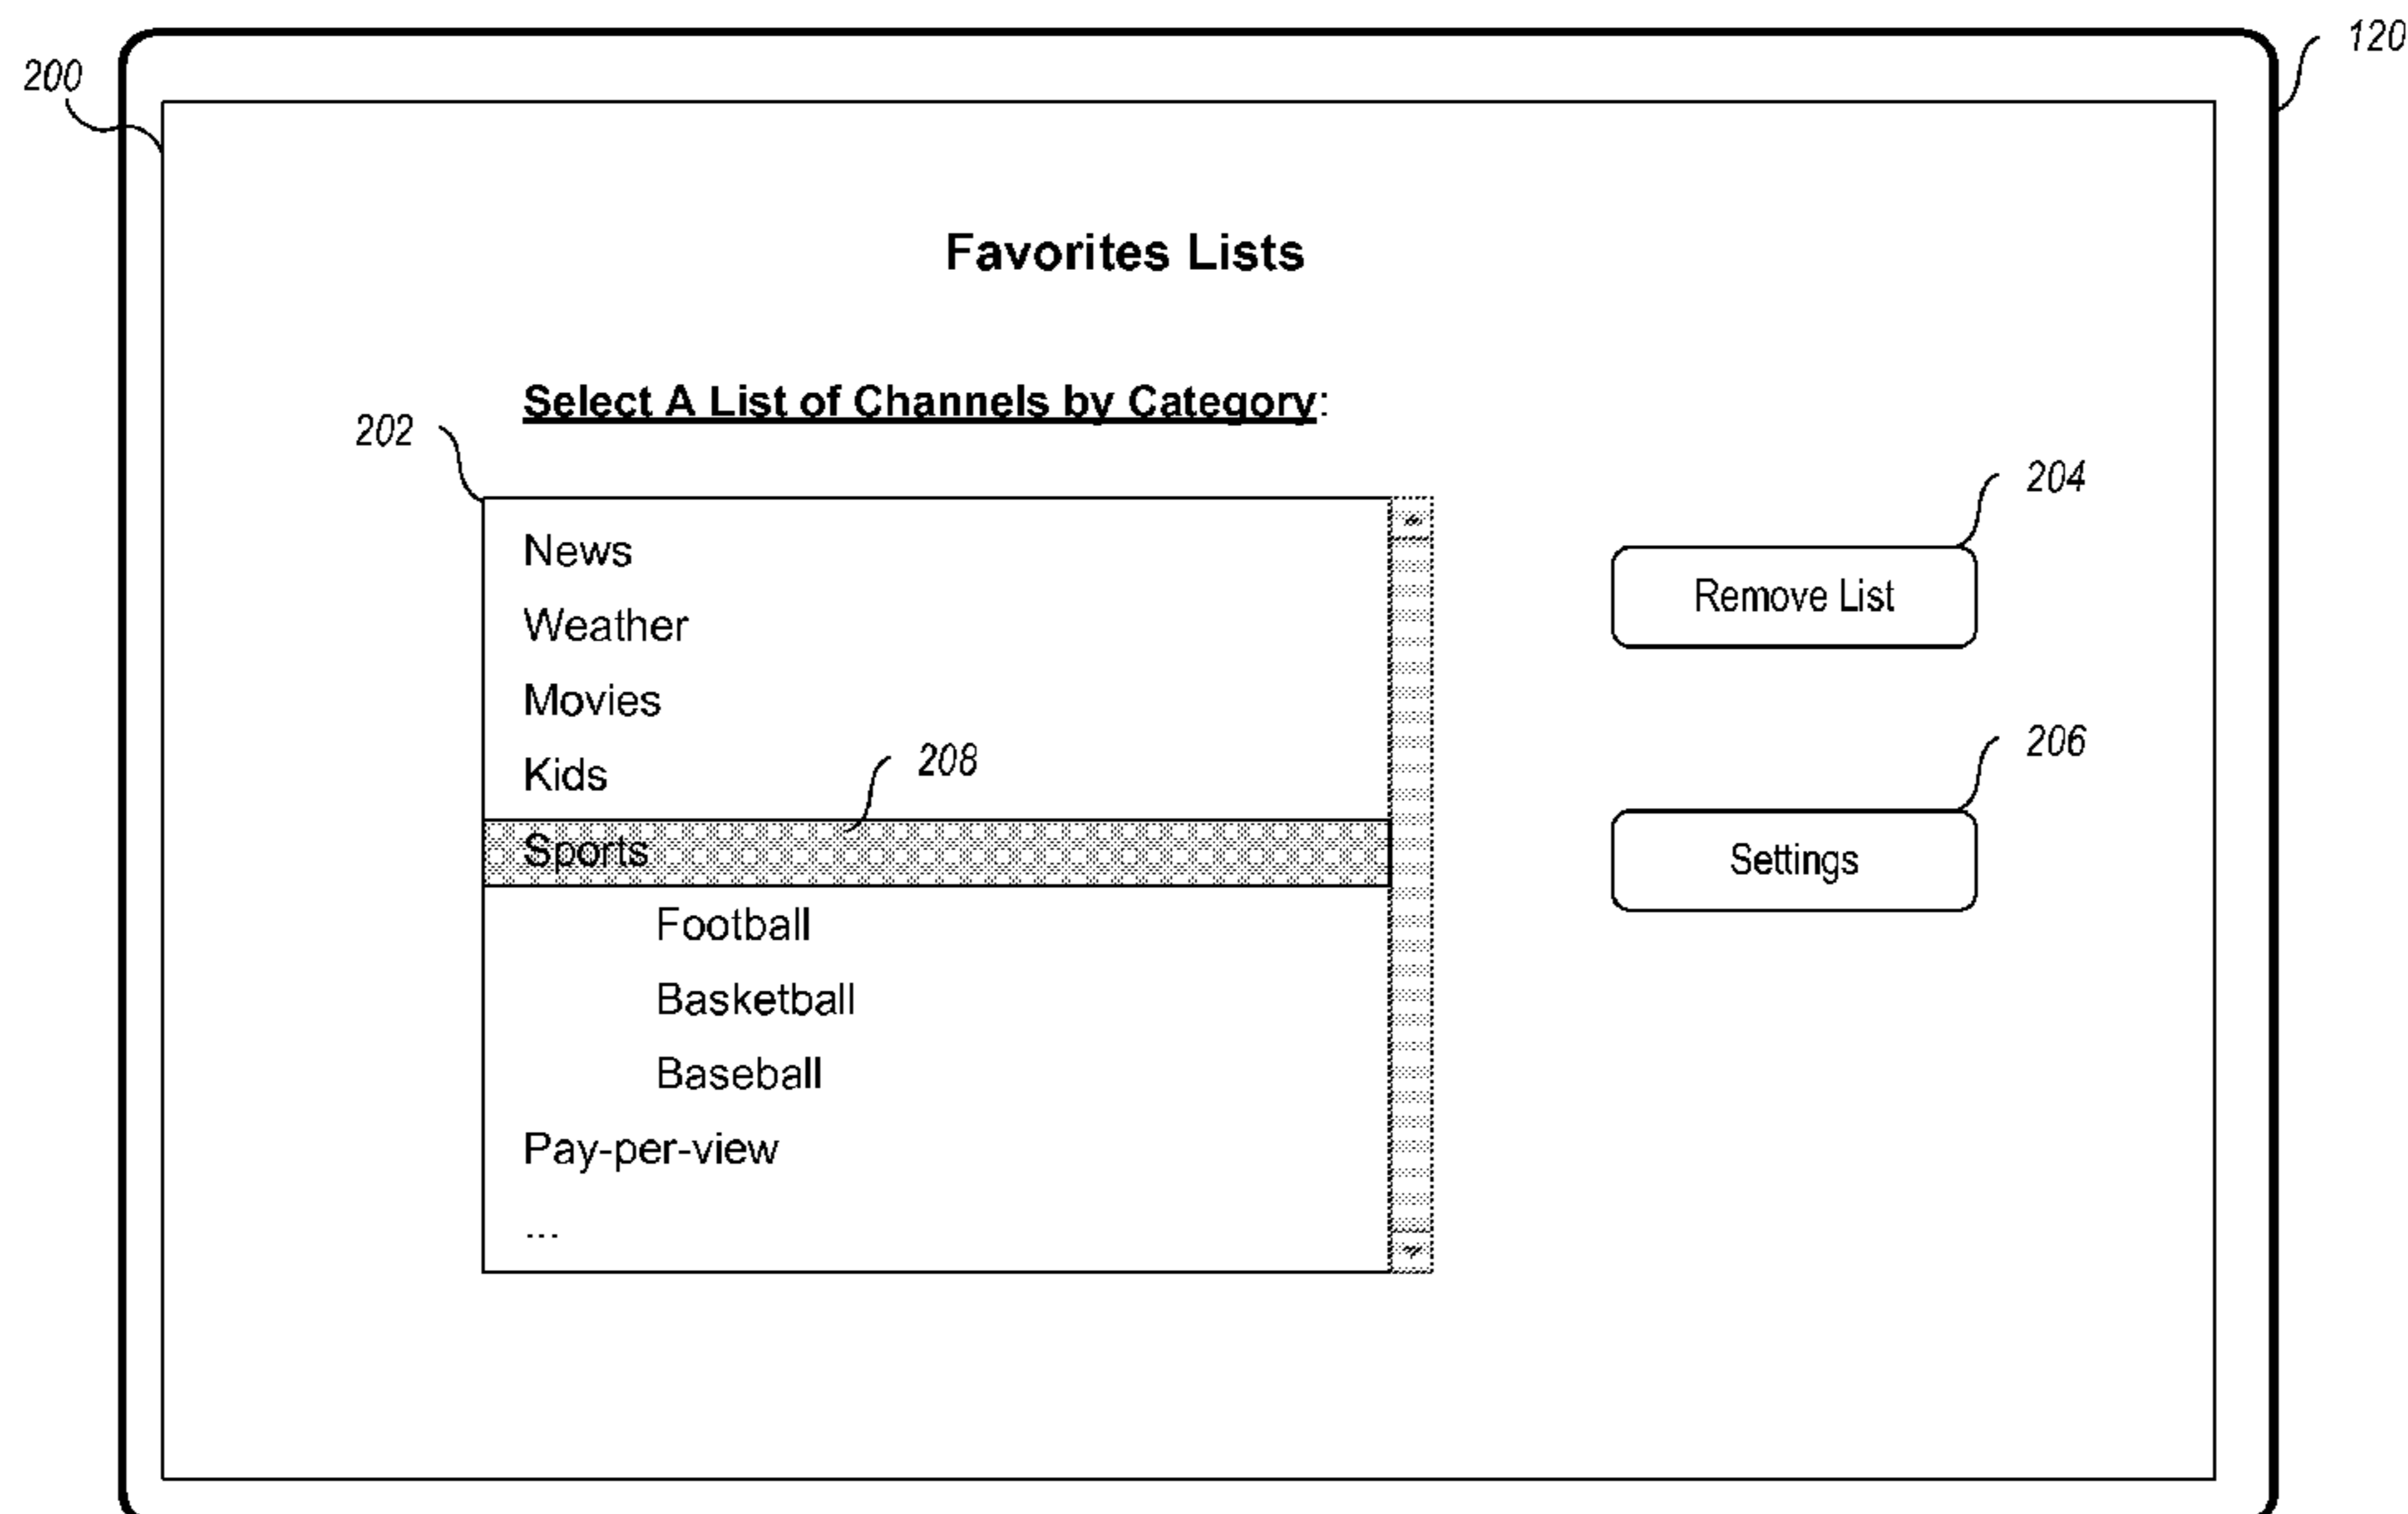 120
200
Favorites Lists
Select A List of Channels by Category:
202
204
News
Remove List
Weather
Movies
206
208
Kids
Sports
Settings
Football
Basketball
Baseball
Pay-per-view
...